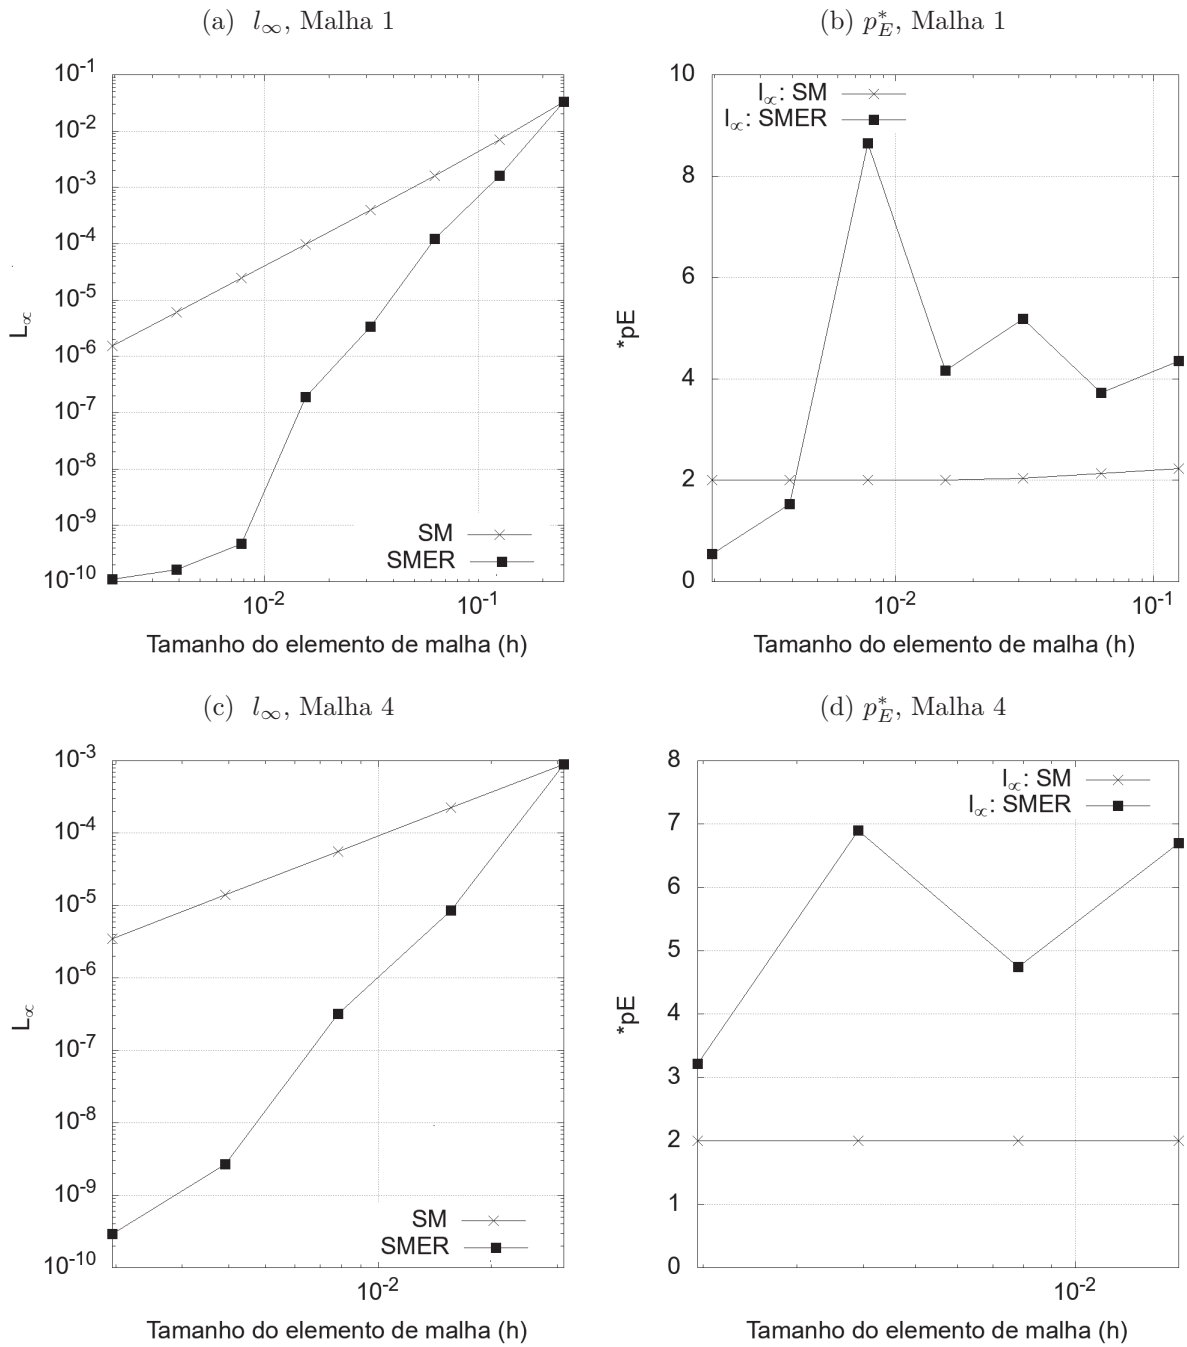 (a) l∞, Malha 1
10-1
10-2
10-3
10-4
10-5
10-6
10-7
10-8
10-9
10-10
L∝
SM
SMER
10-2 10-1
Tamanho do elemento de malha (h)
(b) p*E, Malha 1
10
8
6
4
2
0
*pE
l∝: SM
l∝: SMER
10-2 10-1
Tamanho do elemento de malha (h)
(c) l∞, Malha 4
10-3
10-4
10-5
10-6
10-7
10-8
10-9
10-10
L∝
SM
SMER
10-2
Tamanho do elemento de malha (h)
(d) p*E, Malha 4
8
7
6
5
4
3
2
1
0
*pE
l∝: SM
l∝: SMER
10-2
Tamanho do elemento de malha (h)